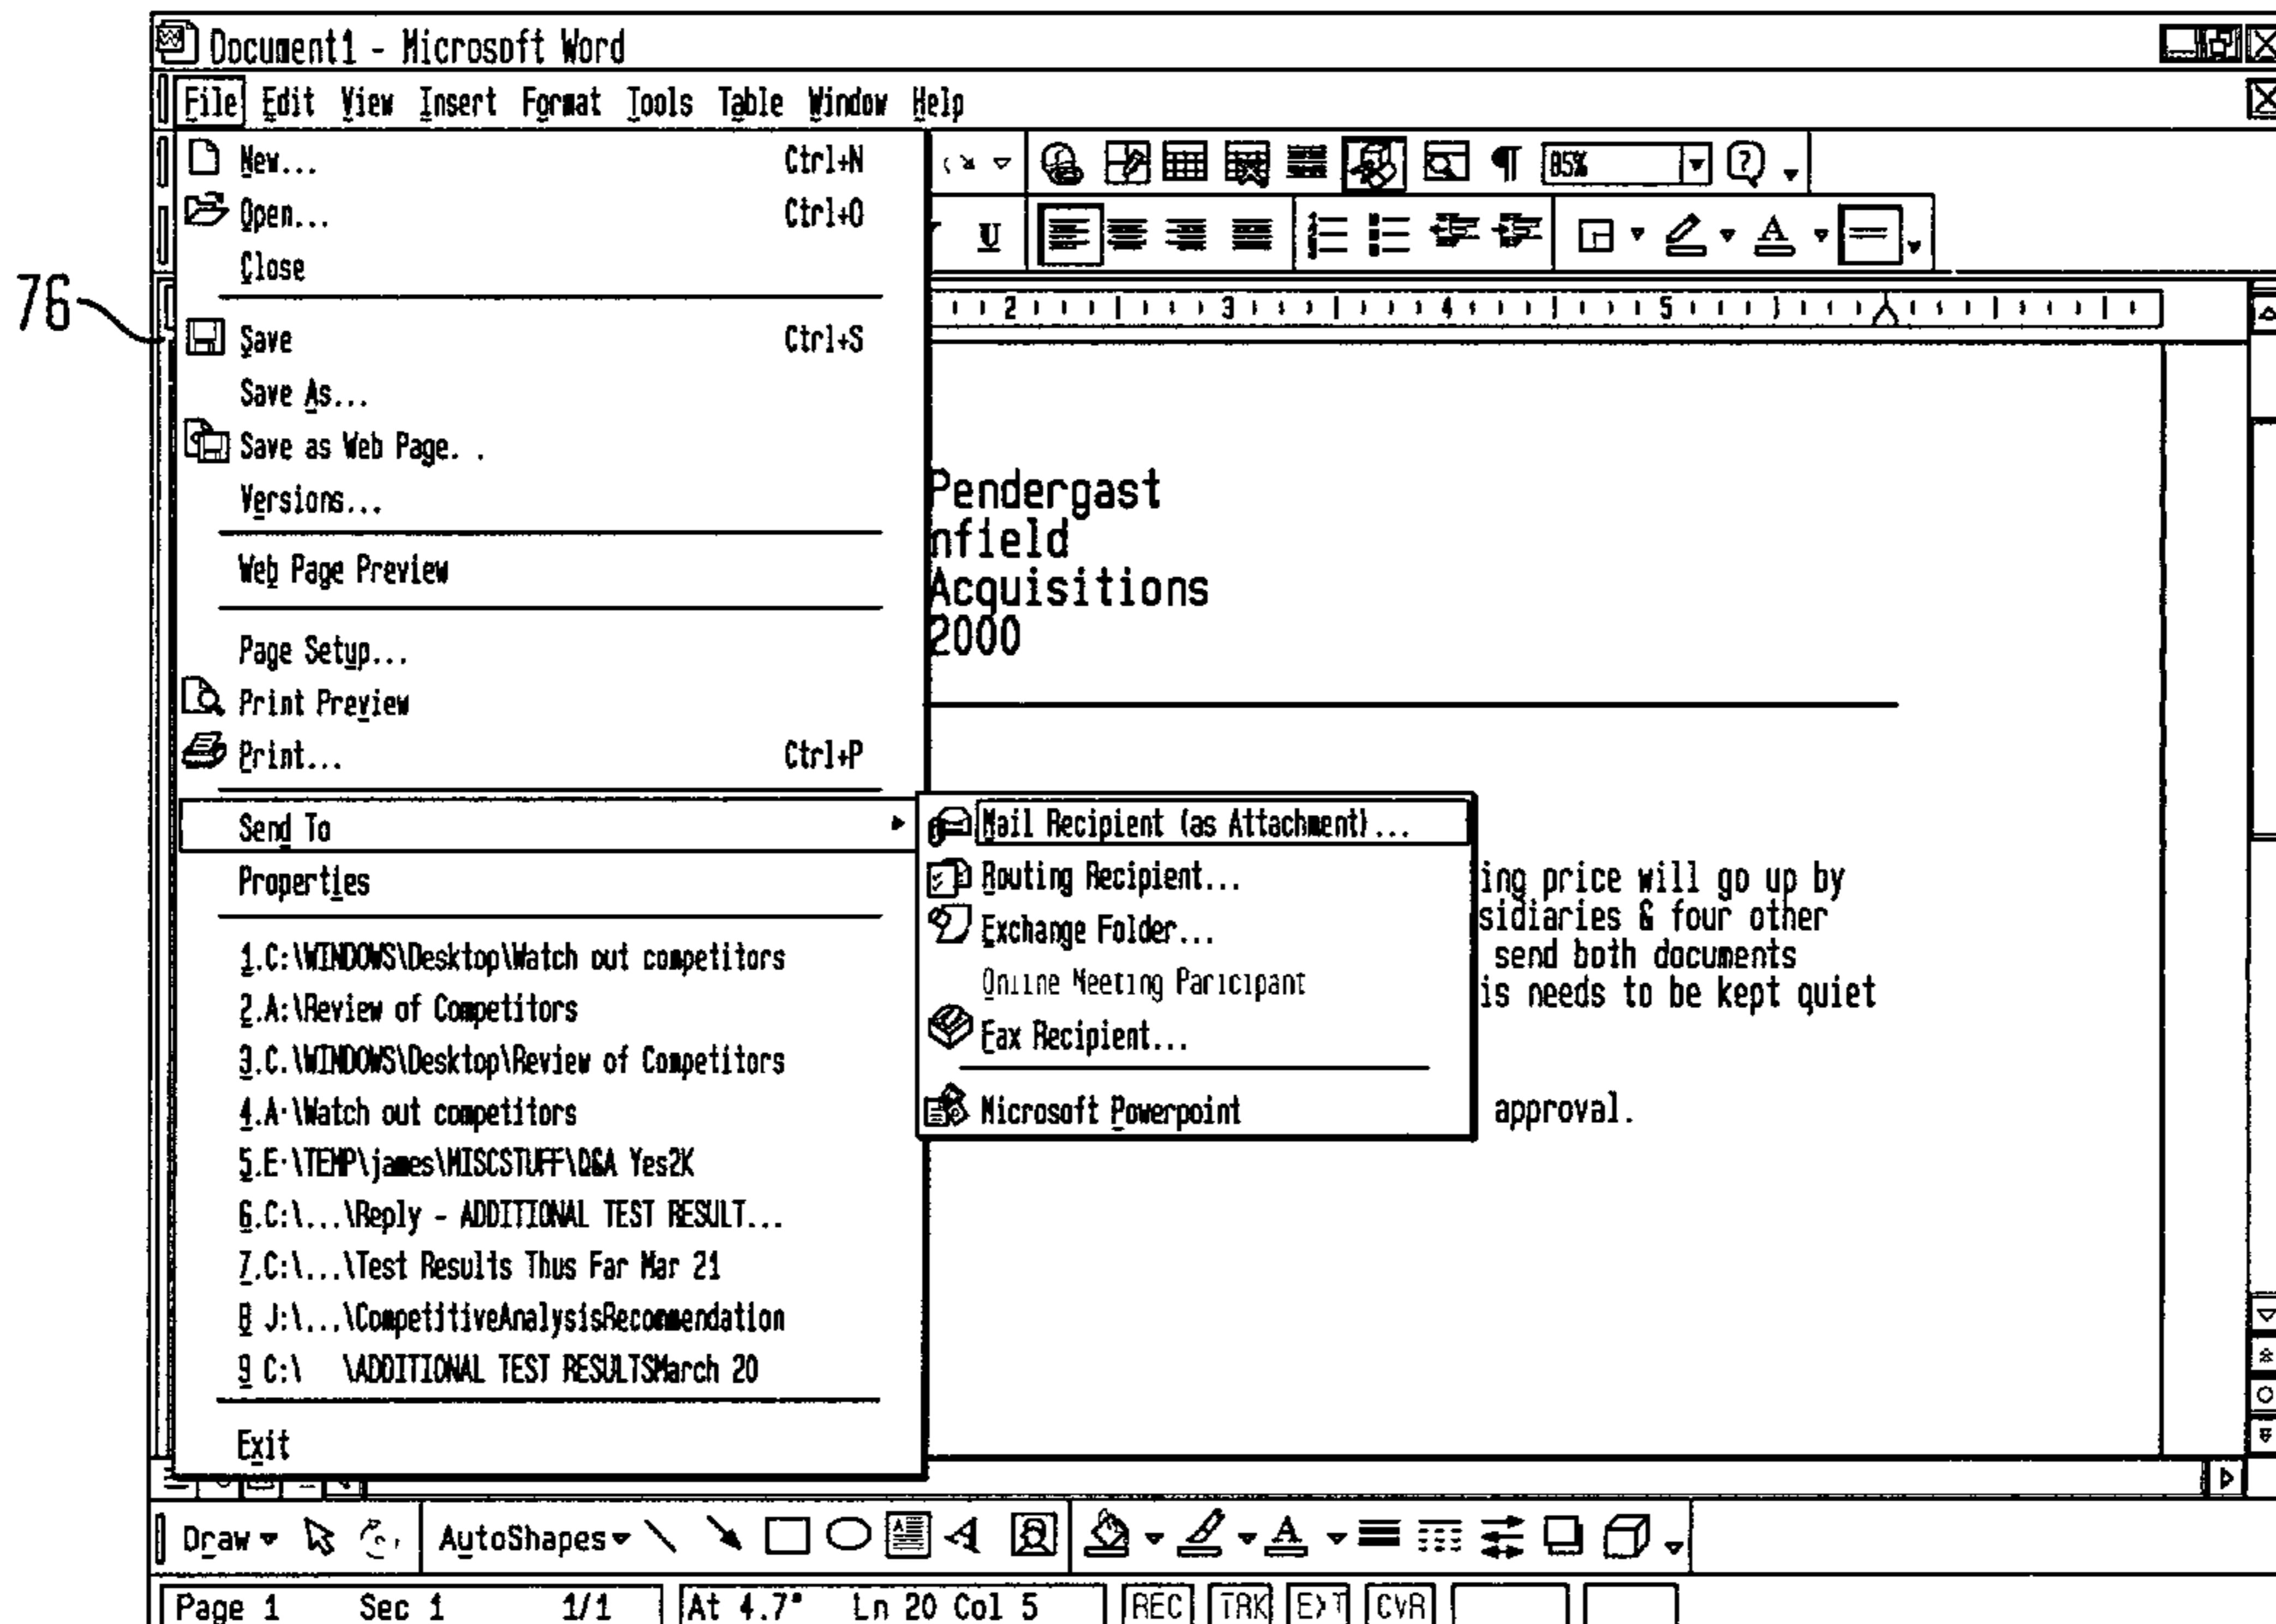 Document1 - Microsoft Word
File Edit View Insert Format Tools Table Window Help
New... Ctrl+N
Open... Ctrl+O
Close
85%
U
A
76
2 3 4 5
Save Ctrl+S
Save As...
Save as Web Page. .
Versions...
Web Page Preview
Page Setup...
Print Preview
Print... Ctrl+P
Send To
Properties
1.C:\WINDOWS\Desktop\Watch out competitors
2.A:\Review of Competitors
3.C.\WINDOWS\Desktop\Review of Competitors
4.A·\Watch out competitors
5.E·\TEMP\james\MISCSTUFF\Q&A Yes2K
6.C:\...\Reply - ADDITIONAL TEST RESULT...
7.C:\...\Test Results Thus Far Mar 21
8 J:\...\CompetitiveAnalysisRecommendation
9 C:\ \ADDITIONAL TEST RESULTSMarch 20
Exit
Pendergast
nfield
Acquisitions
2000
Mail Recipient (as Attachment)...
Routing Recipient...
Exchange Folder...
Online Meeting Paricipant
Fax Recipient...
Microsoft Powerpoint
ing price will go up by
sidiaries & four other
send both documents
is needs to be kept quiet
approval.
Draw AutoShapes A A
Page 1 Sec 1 1/1 At 4.7" Ln 20 Col 5 REC TRK EXT CVR